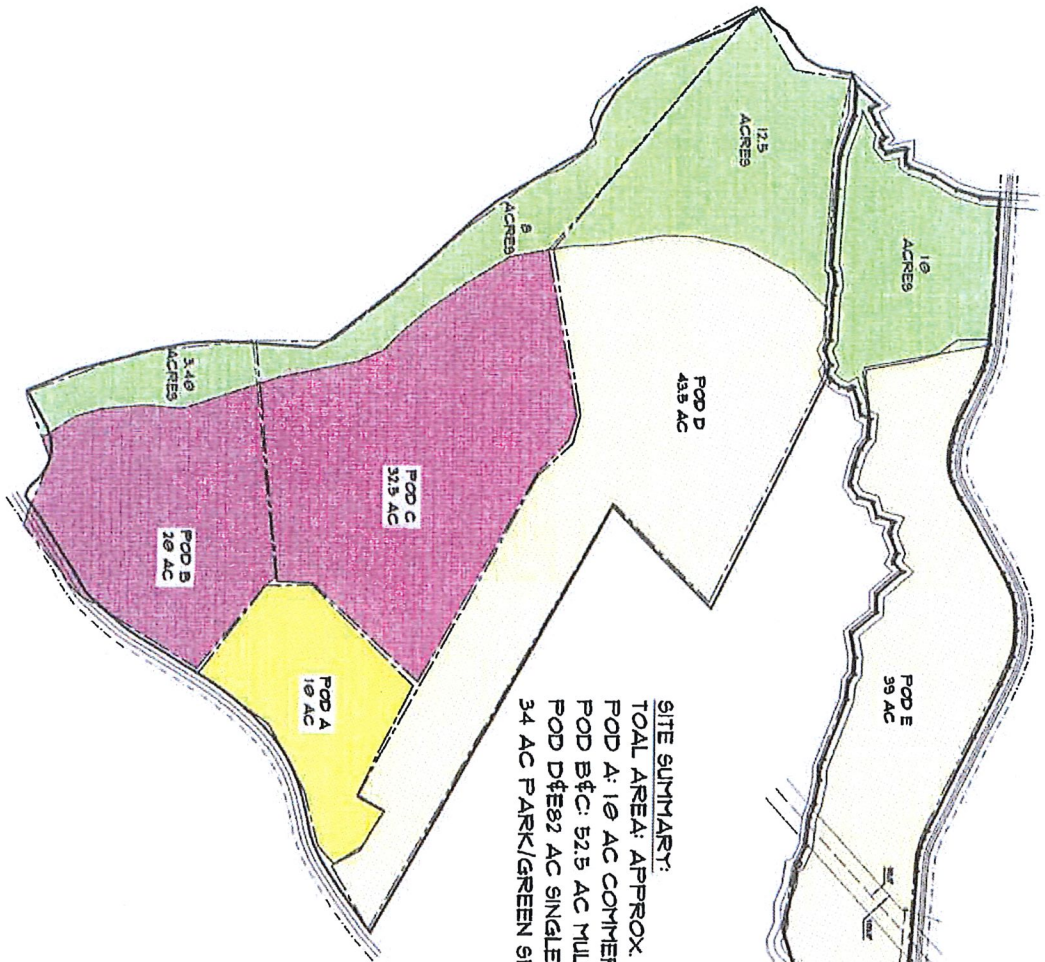 12.5
ACRES
10
ACRES
8
ACRES
3.40
ACRES
POD D
43.5 AC
POD C
32.5 AC
POD B
20 AC
POD A
10 AC
POD E
39 AC
SITE SUMMARY:
TOAL AREA: APPROX.
POD A: 10 AC COMMER
POD B&C: 52.5 AC MUL
POD D&E82 AC SINGLE
34 AC PARK/GREEN S